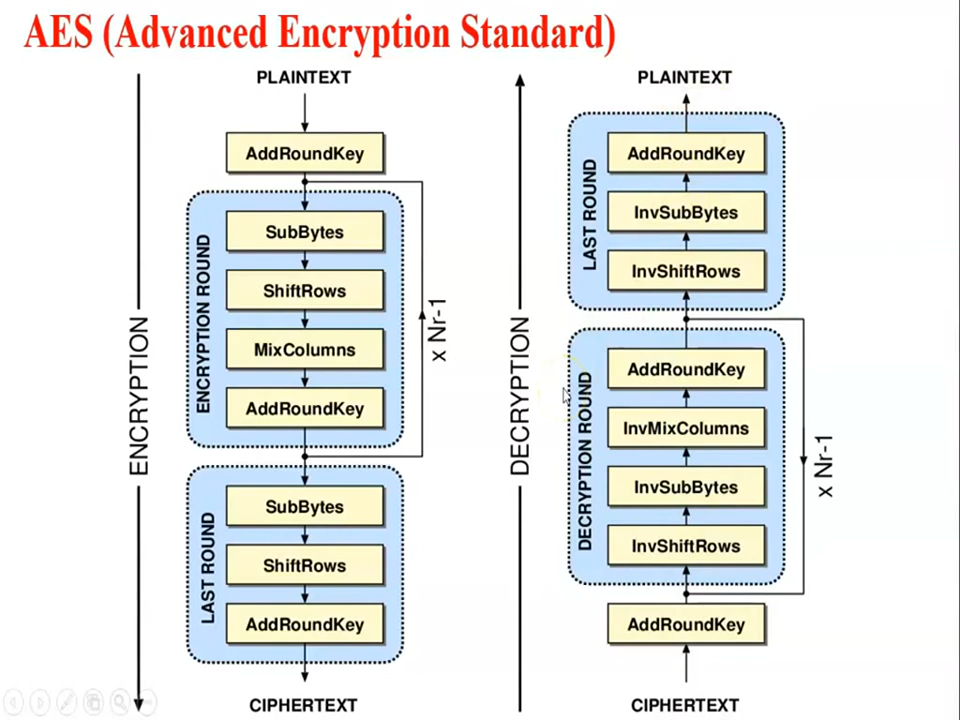 AES (Advanced Encryption Standard)
PLAINTEXT
AddRoundKey
ENCRYPTION
ENCRYPTION ROUND
SubBytes
ShiftRows
MixColumns
AddRoundKey
x Nr-1
LAST ROUND
SubBytes
ShiftRows
AddRoundKey
CIPHERTEXT
PLAINTEXT
DECRYPTION
LAST ROUND
AddRoundKey
InvSubBytes
InvShiftRows
DECRYPTION ROUND
AddRoundKey
InvMixColumns
InvSubBytes
InvShiftRows
x Nr-1
AddRoundKey
CIPHERTEXT